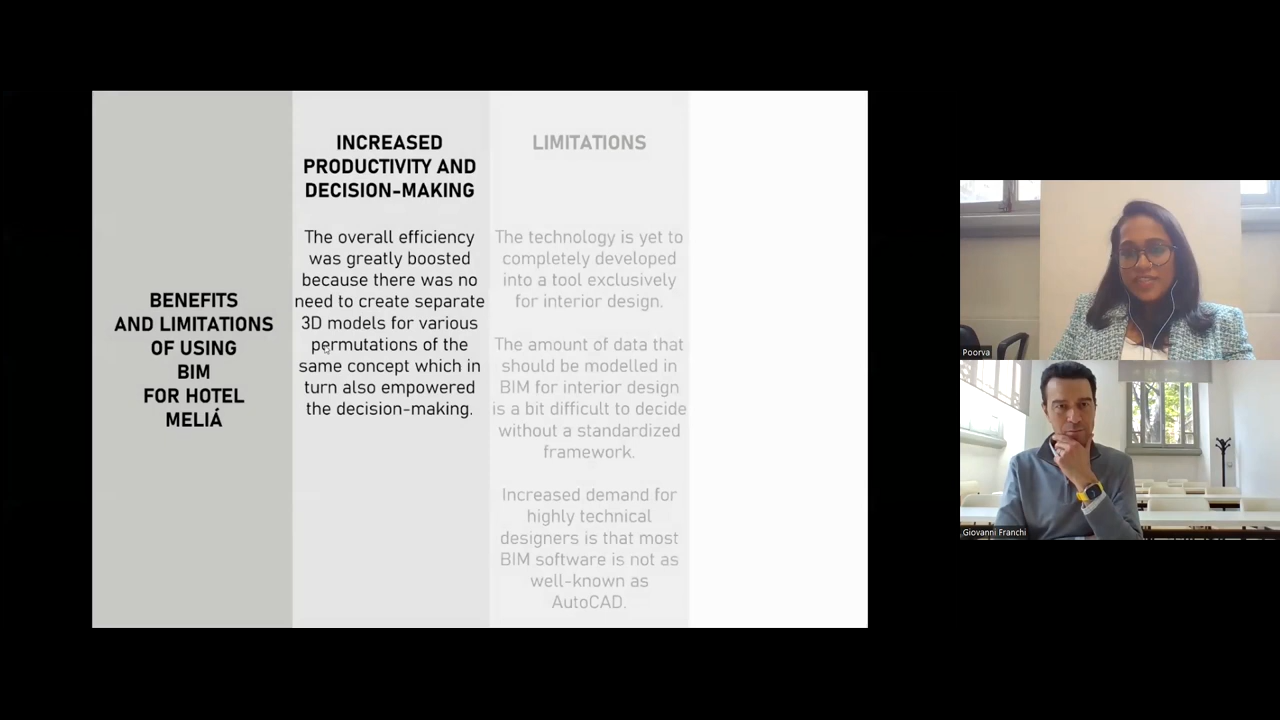 BENEFITS
AND LIMITATIONS
OF USING
BIM
FOR HOTEL
MELIÁ
INCREASED
PRODUCTIVITY AND
DECISION-MAKING
The overall efficiency
was greatly boosted
because there was no
need to create separate
3D models for various
permutations of the
same concept which in
turn also empowered
the decision-making.
LIMITATIONS
The technology is yet to
completely developed
into a tool exclusively
for interior design.
The amount of data that
should be modelled in
BIM for interior design
is a bit difficult to decide
without a standardized
framework.
Increased demand for
highly technical
designers is that most
BIM software is not as
well-known as
AutoCAD.
Poorva
Giovanni Franchi